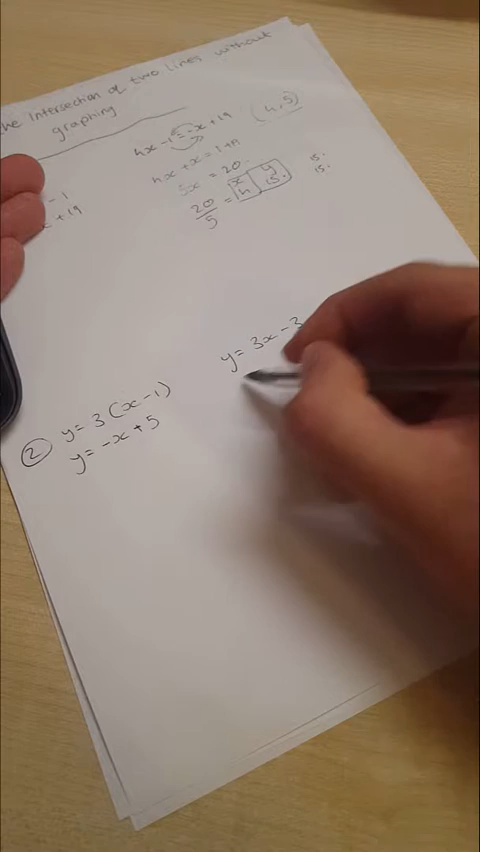 the Intersection of two lines without
graphing
- 1
x + 19
4x - 1 = -x + 19
4x + x = 1 + 19
5x = 20
20/5 = x 4 y 15.
(4, 5)
15.
15.
② y = 3(x - 1)
y = -x + 5
y = 3x - 3